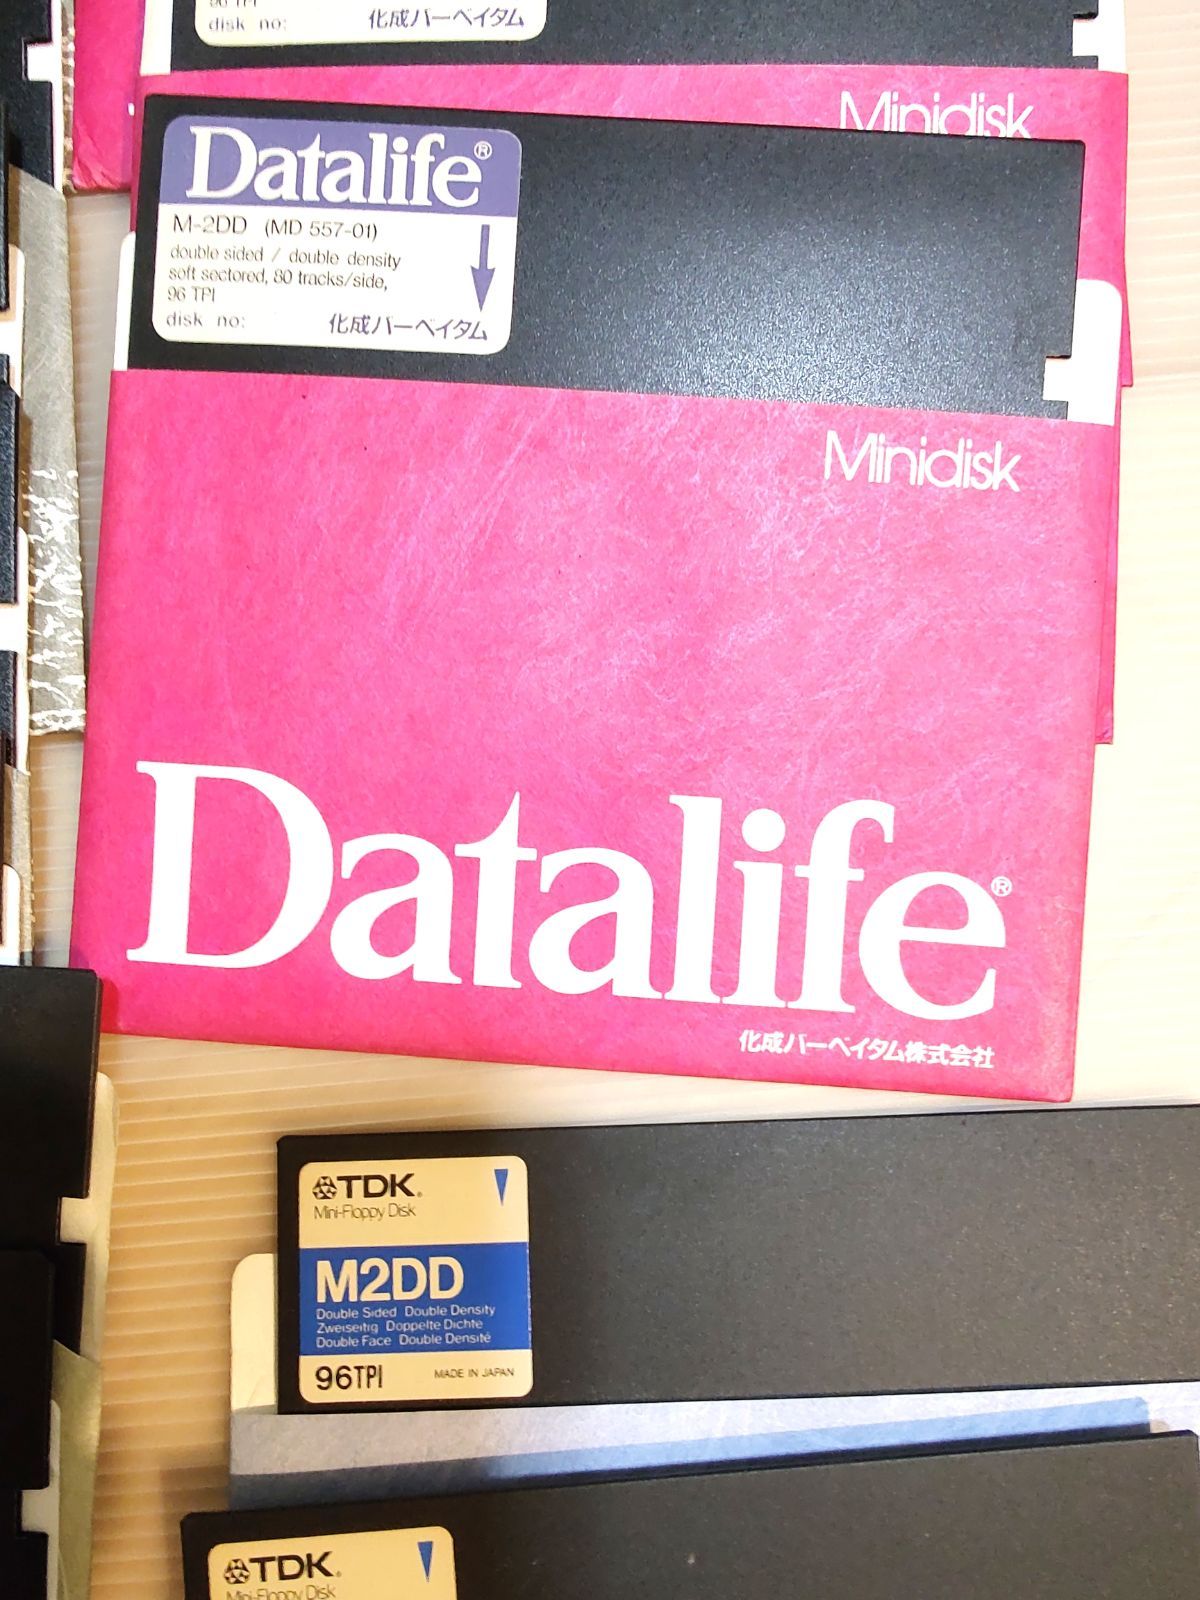 disk no: 化成バーベイタム
Minidisk
Datalife®
M-2DD (MD 557-01)
double sided / double density
soft sectored, 80 tracks/side,
96 TPI
disk no: 化成バーベイタム
Minidisk
Datalife®
化成バーベイタム株式会社
TDK®
Mini-Floppy Disk
M2DD
Double Sided Double Density
Zweiseitig Doppelte Dichte
Double Face Double Densité
96TPI MADE IN JAPAN
TDK®
Mini-Floppy Disk